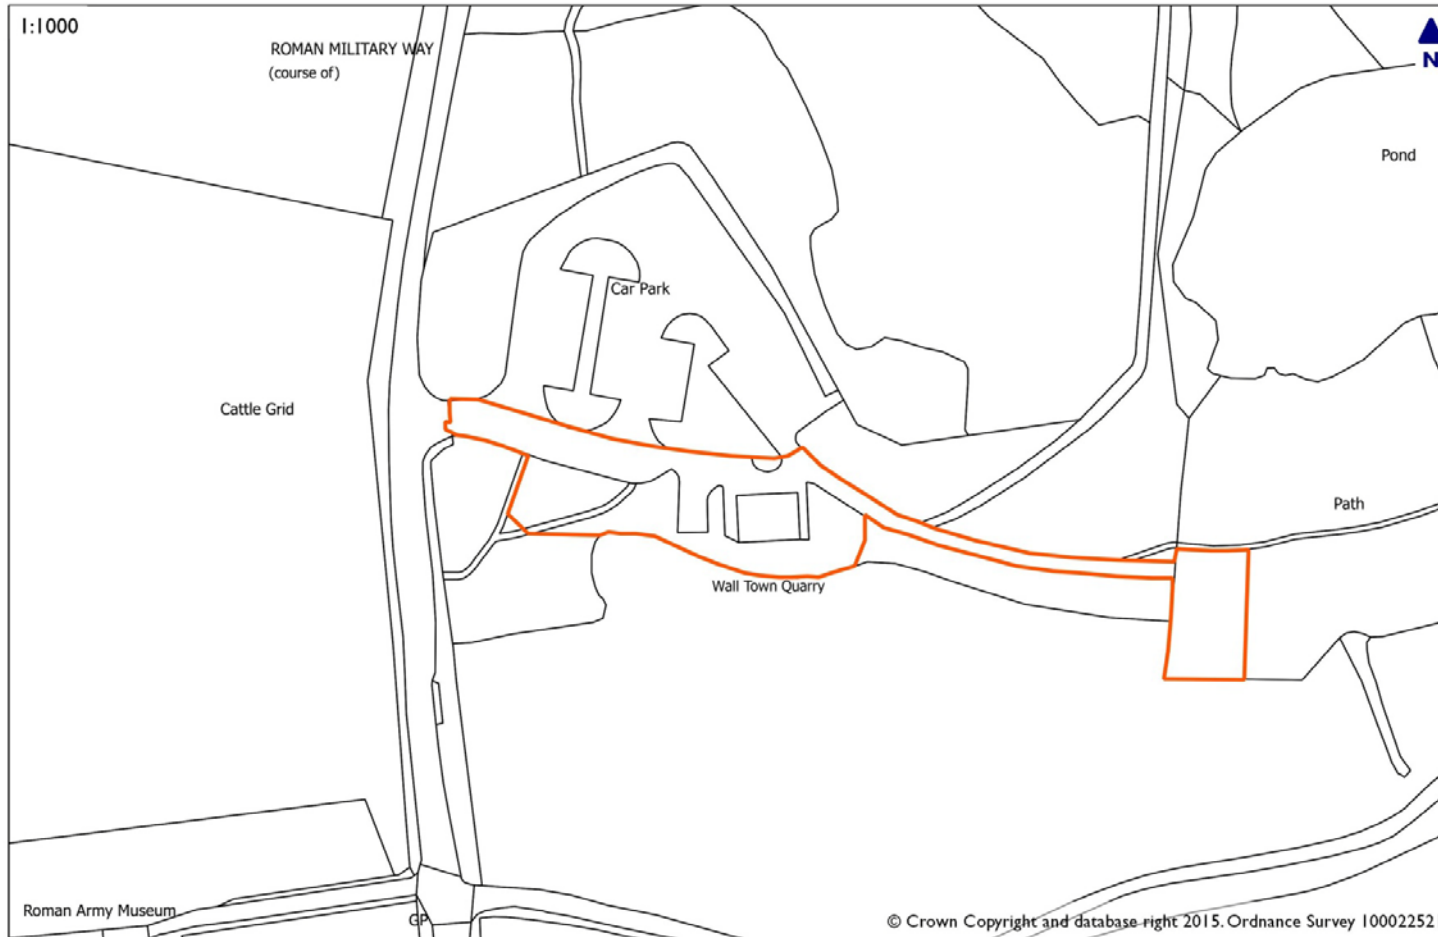 1:1000
N
ROMAN MILITARY WAY
(course of)
Pond
Car Park
Cattle Grid
Path
Wall Town Quarry
Roman Army Museum
GP
© Crown Copyright and database right 2015. Ordnance Survey 10002252